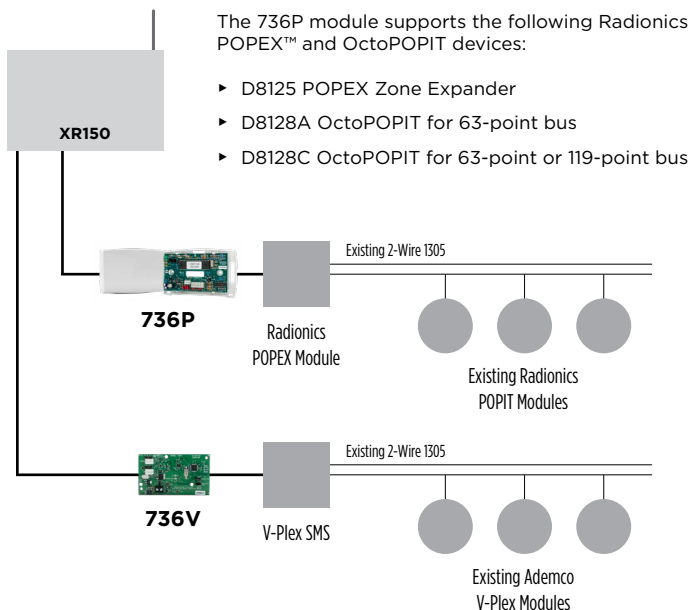 The 736P module supports the following Radionics
POPEX™ and OctoPOPIT devices:
▸ D8125 POPEX Zone Expander
▸ D8128A OctoPOPIT for 63-point bus
▸ D8128C OctoPOPIT for 63-point or 119-point bus
XR150
Existing 2-Wire 1305
736P
Radionics
POPEX Module
Existing Radionics
POPIT Modules
Existing 2-Wire 1305
736V
V-Plex SMS
Existing Ademco
V-Plex Modules